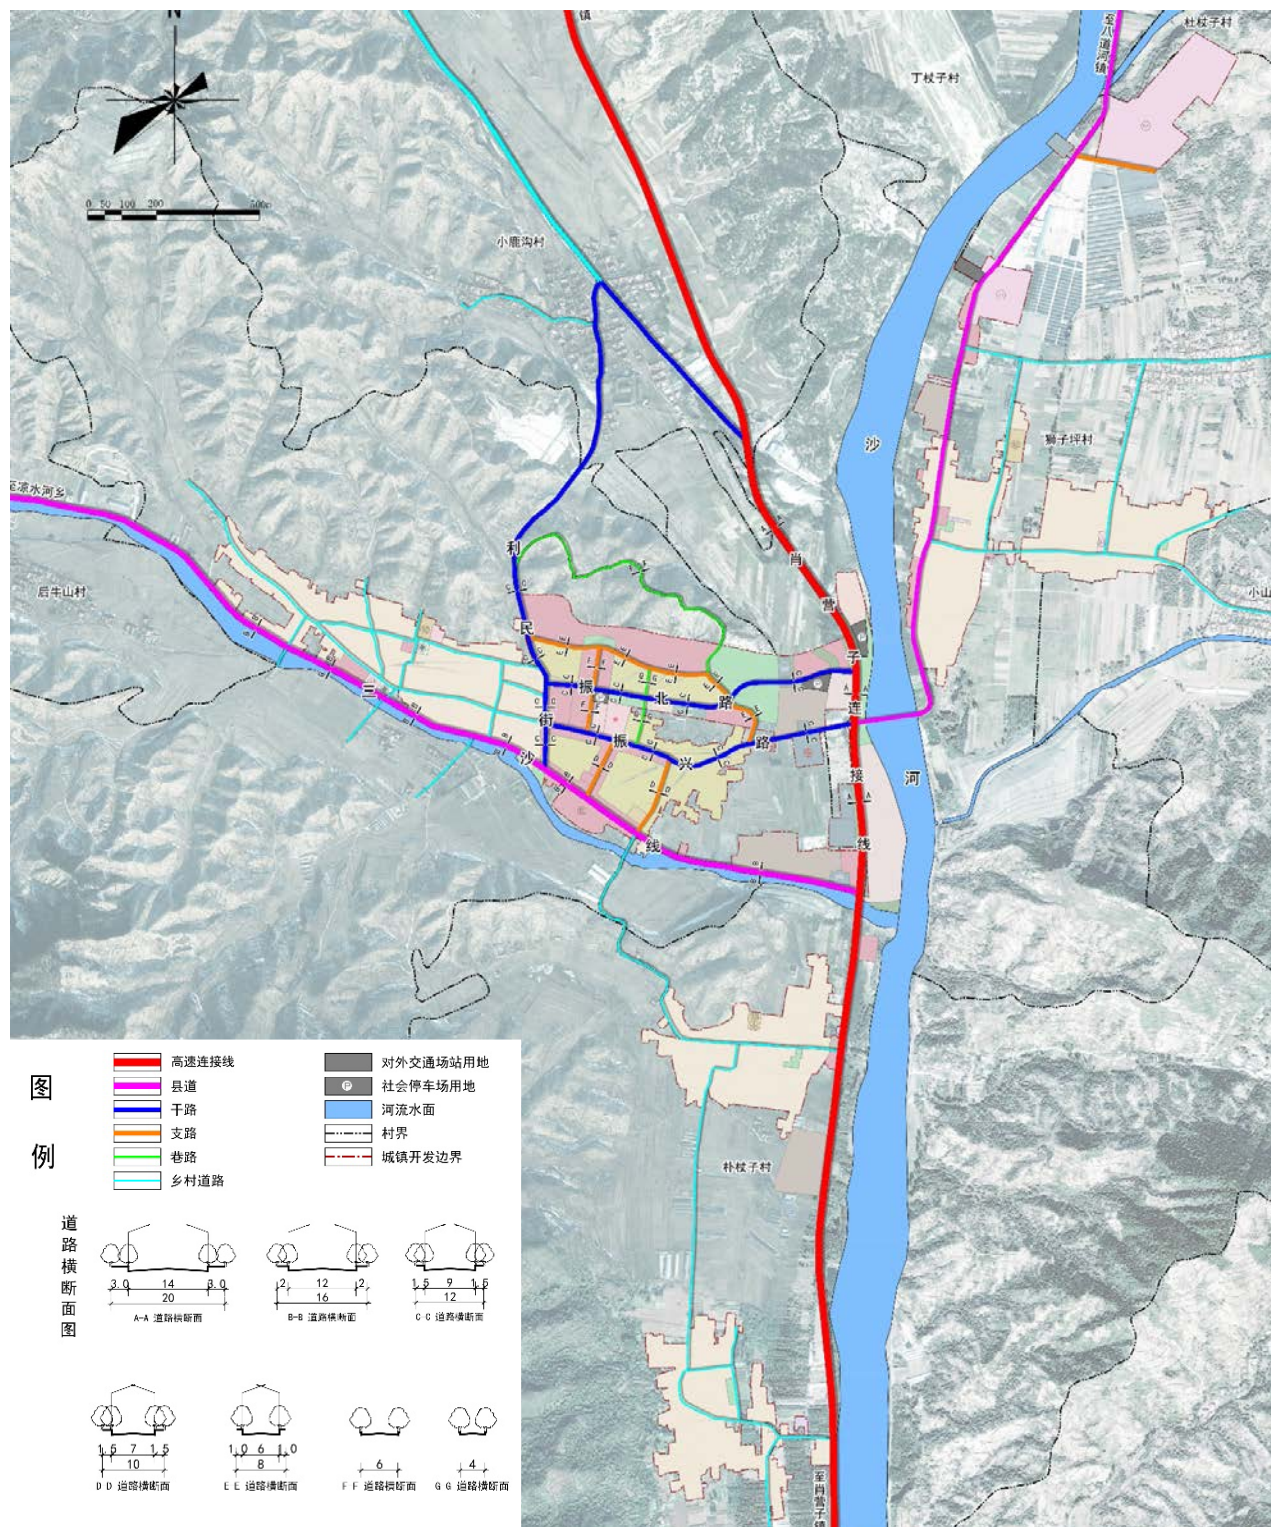 N
镇
至八道河镇
杜杖子村
丁杖子村
0 50 100 200 500m
小鹿沟村
沙
狮子坪村
至凉水河乡
利
肖
后牛山村
营
小山
民
子
三
振
北
路
连
街
振
路
沙
兴
接
河
线
线
朴杖子村
至肖营子镇
图例
高速连接线
县道
干路
支路
巷路
乡村道路
对外交通场站用地
P 社会停车场用地
河流水面
村界
城镇开发边界
道路横断面图
3.0 14 3.0
20
A-A 道路横断面
2 12 2
16
B-B 道路横断面
1.5 9 1.5
12
C C 道路横断面
1.5 7 1.5
10
D D 道路横断面
1.0 6 1.0
8
E E 道路横断面
6
F F 道路横断面
4
G G 道路横断面